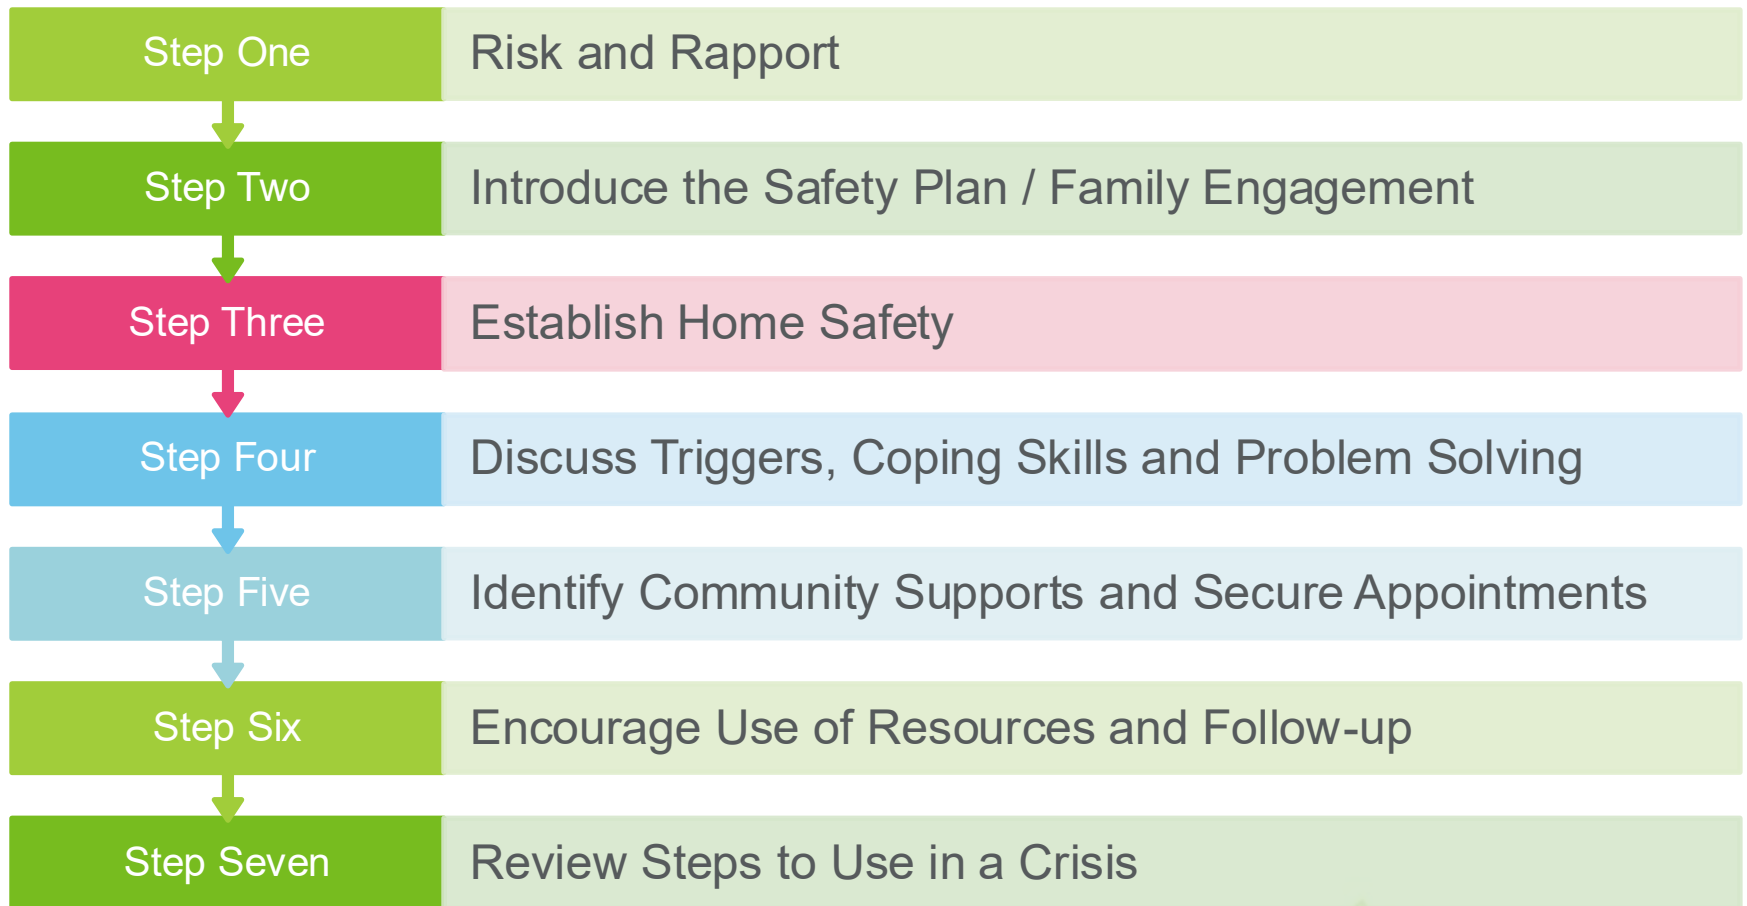 Step One
Risk and Rapport
Step Two
Introduce the Safety Plan / Family Engagement
Step Three
Establish Home Safety
Step Four
Discuss Triggers, Coping Skills and Problem Solving
Step Five
Identify Community Supports and Secure Appointments
Step Six
Encourage Use of Resources and Follow-up
Step Seven
Review Steps to Use in a Crisis